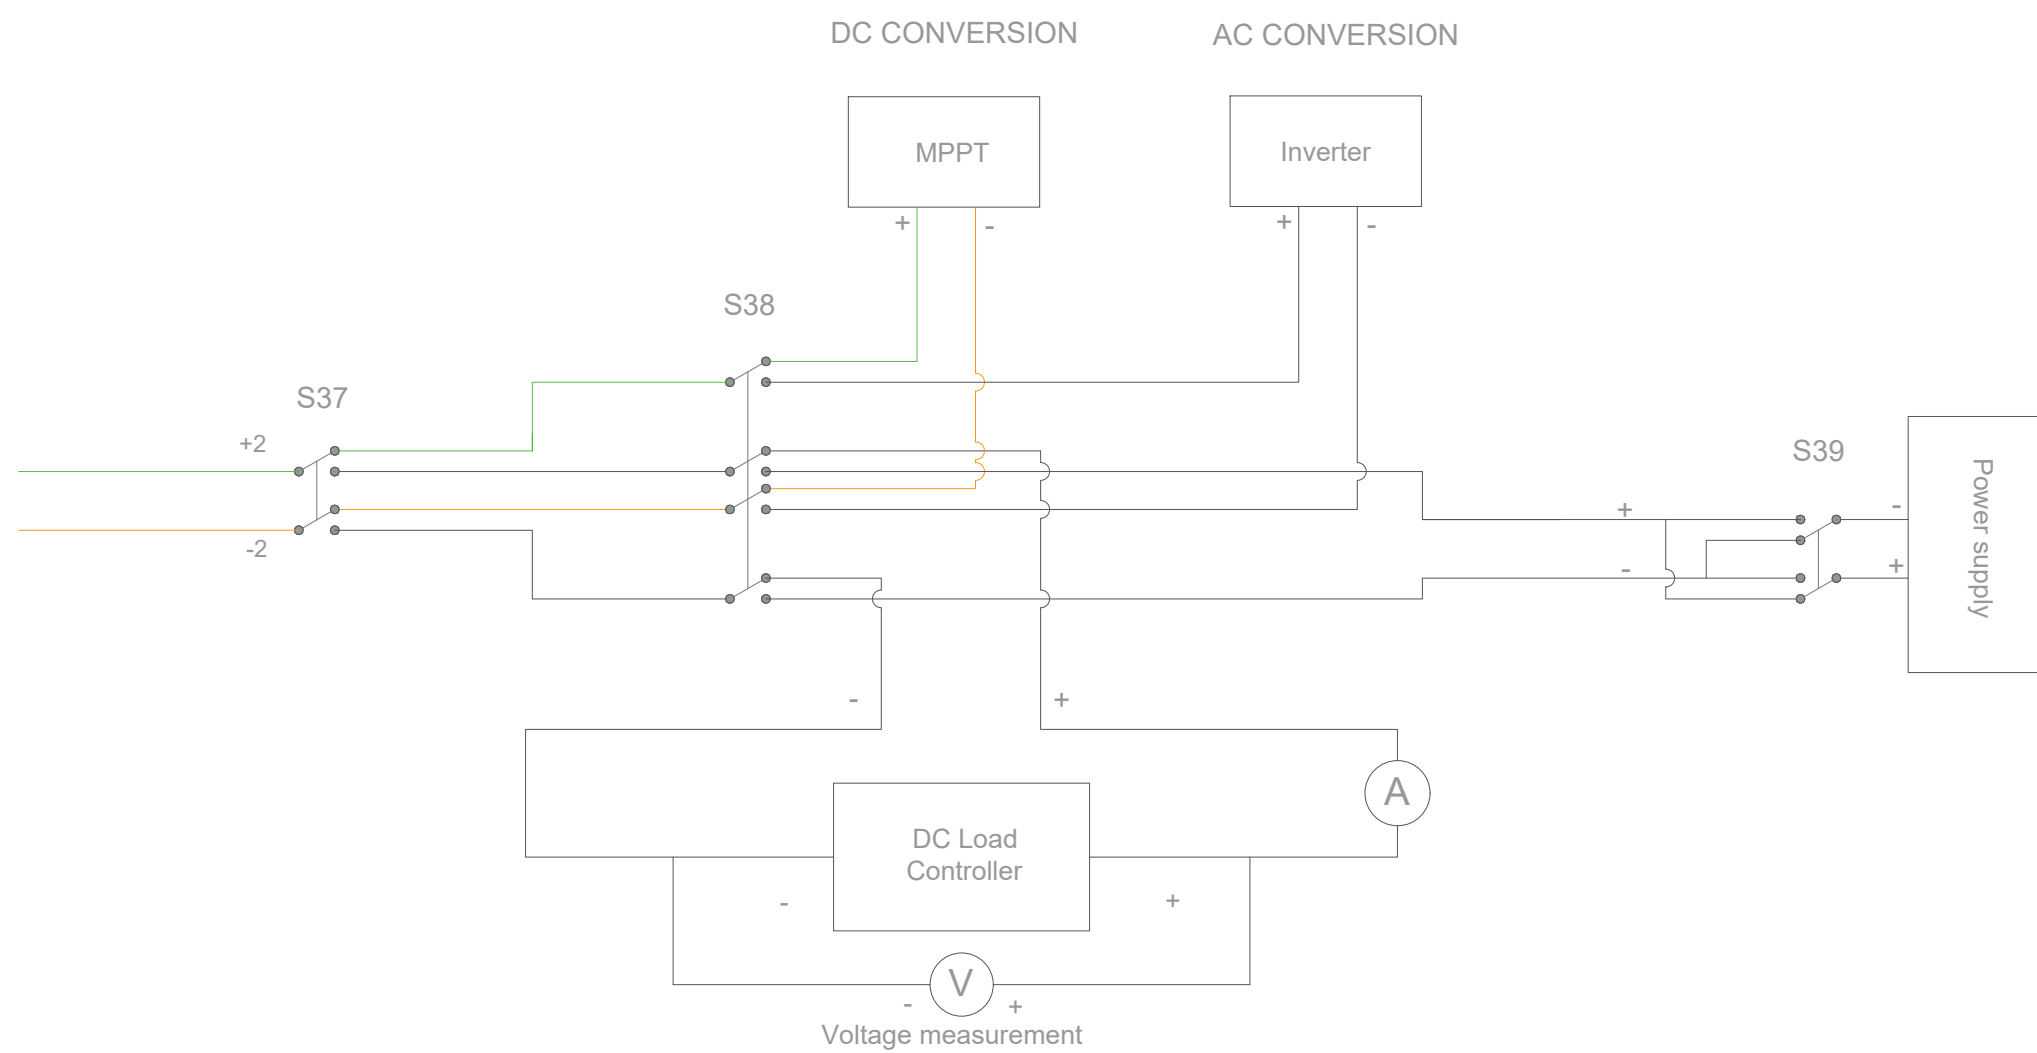 DC CONVERSION
AC CONVERSION
MPPT
Inverter
+
-
+
-
S38
S37
+2
-2
S39
+
-
-
+
Power supply
-
+
A
DC Load
Controller
-
+
V
-
+
Voltage measurement